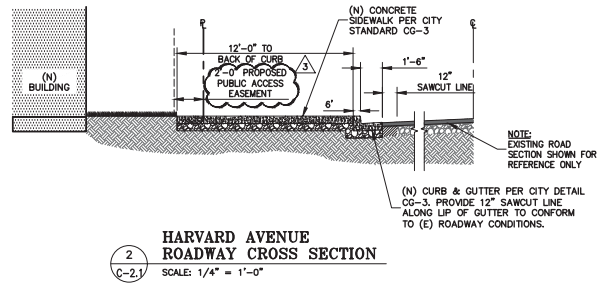 (N) CONCRETE
SIDEWALK PER CITY
STANDARD CG-3
P
L
C
L
12'-0" TO
BACK OF CURB
3
1'-6"
(N)
BUILDING
2'-0" PROPOSED
PUBLIC ACCESS
EASEMENT
12"
SAWCUT LINE
6'
NOTE:
EXISTING ROAD
SECTION SHOWN FOR
REFERENCE ONLY
(N) CURB & GUTTER PER CITY DETAIL
CG-3. PROVIDE 12" SAWCUT LINE
ALONG LIP OF GUTTER TO CONFORM
TO (E) ROADWAY CONDITIONS.
2
C-2.1
HARVARD AVENUE
ROADWAY CROSS SECTION
SCALE: 1/4" = 1'-0"